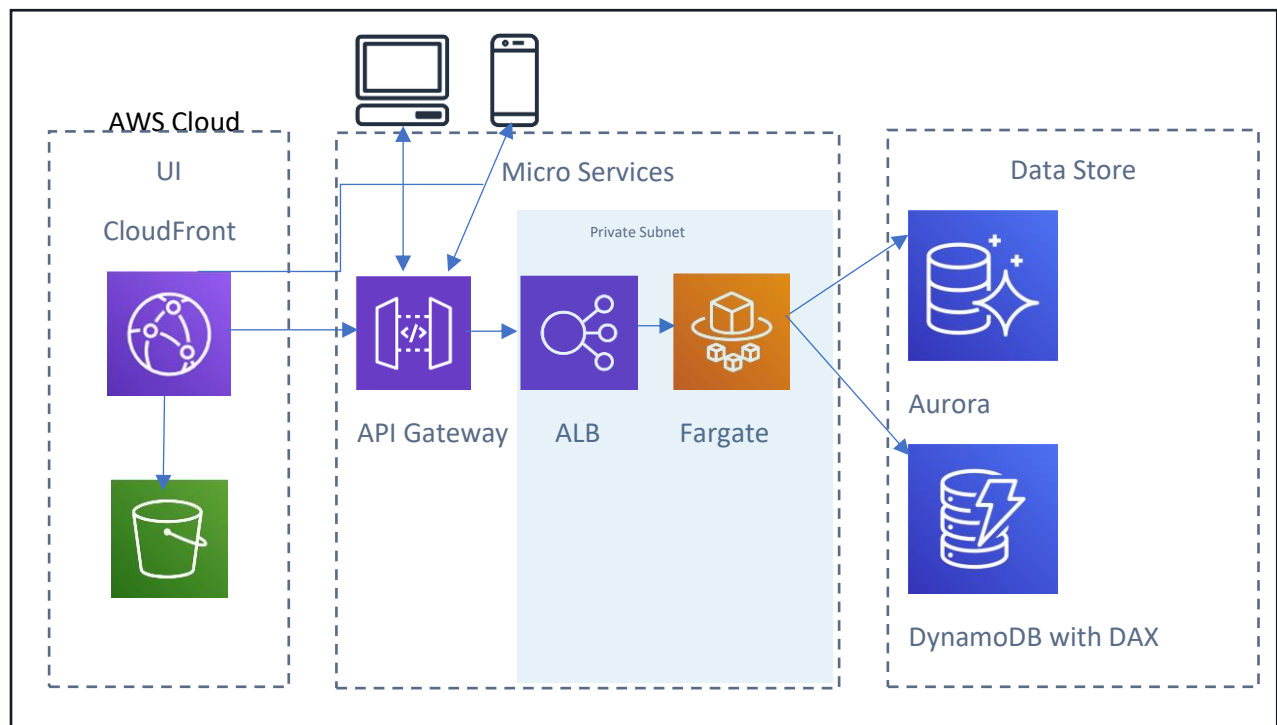 AWS Cloud
UI
CloudFront
Micro Services
Private Subnet
</>
API Gateway
ALB
Fargate
Data Store
Aurora
DynamoDB with DAX